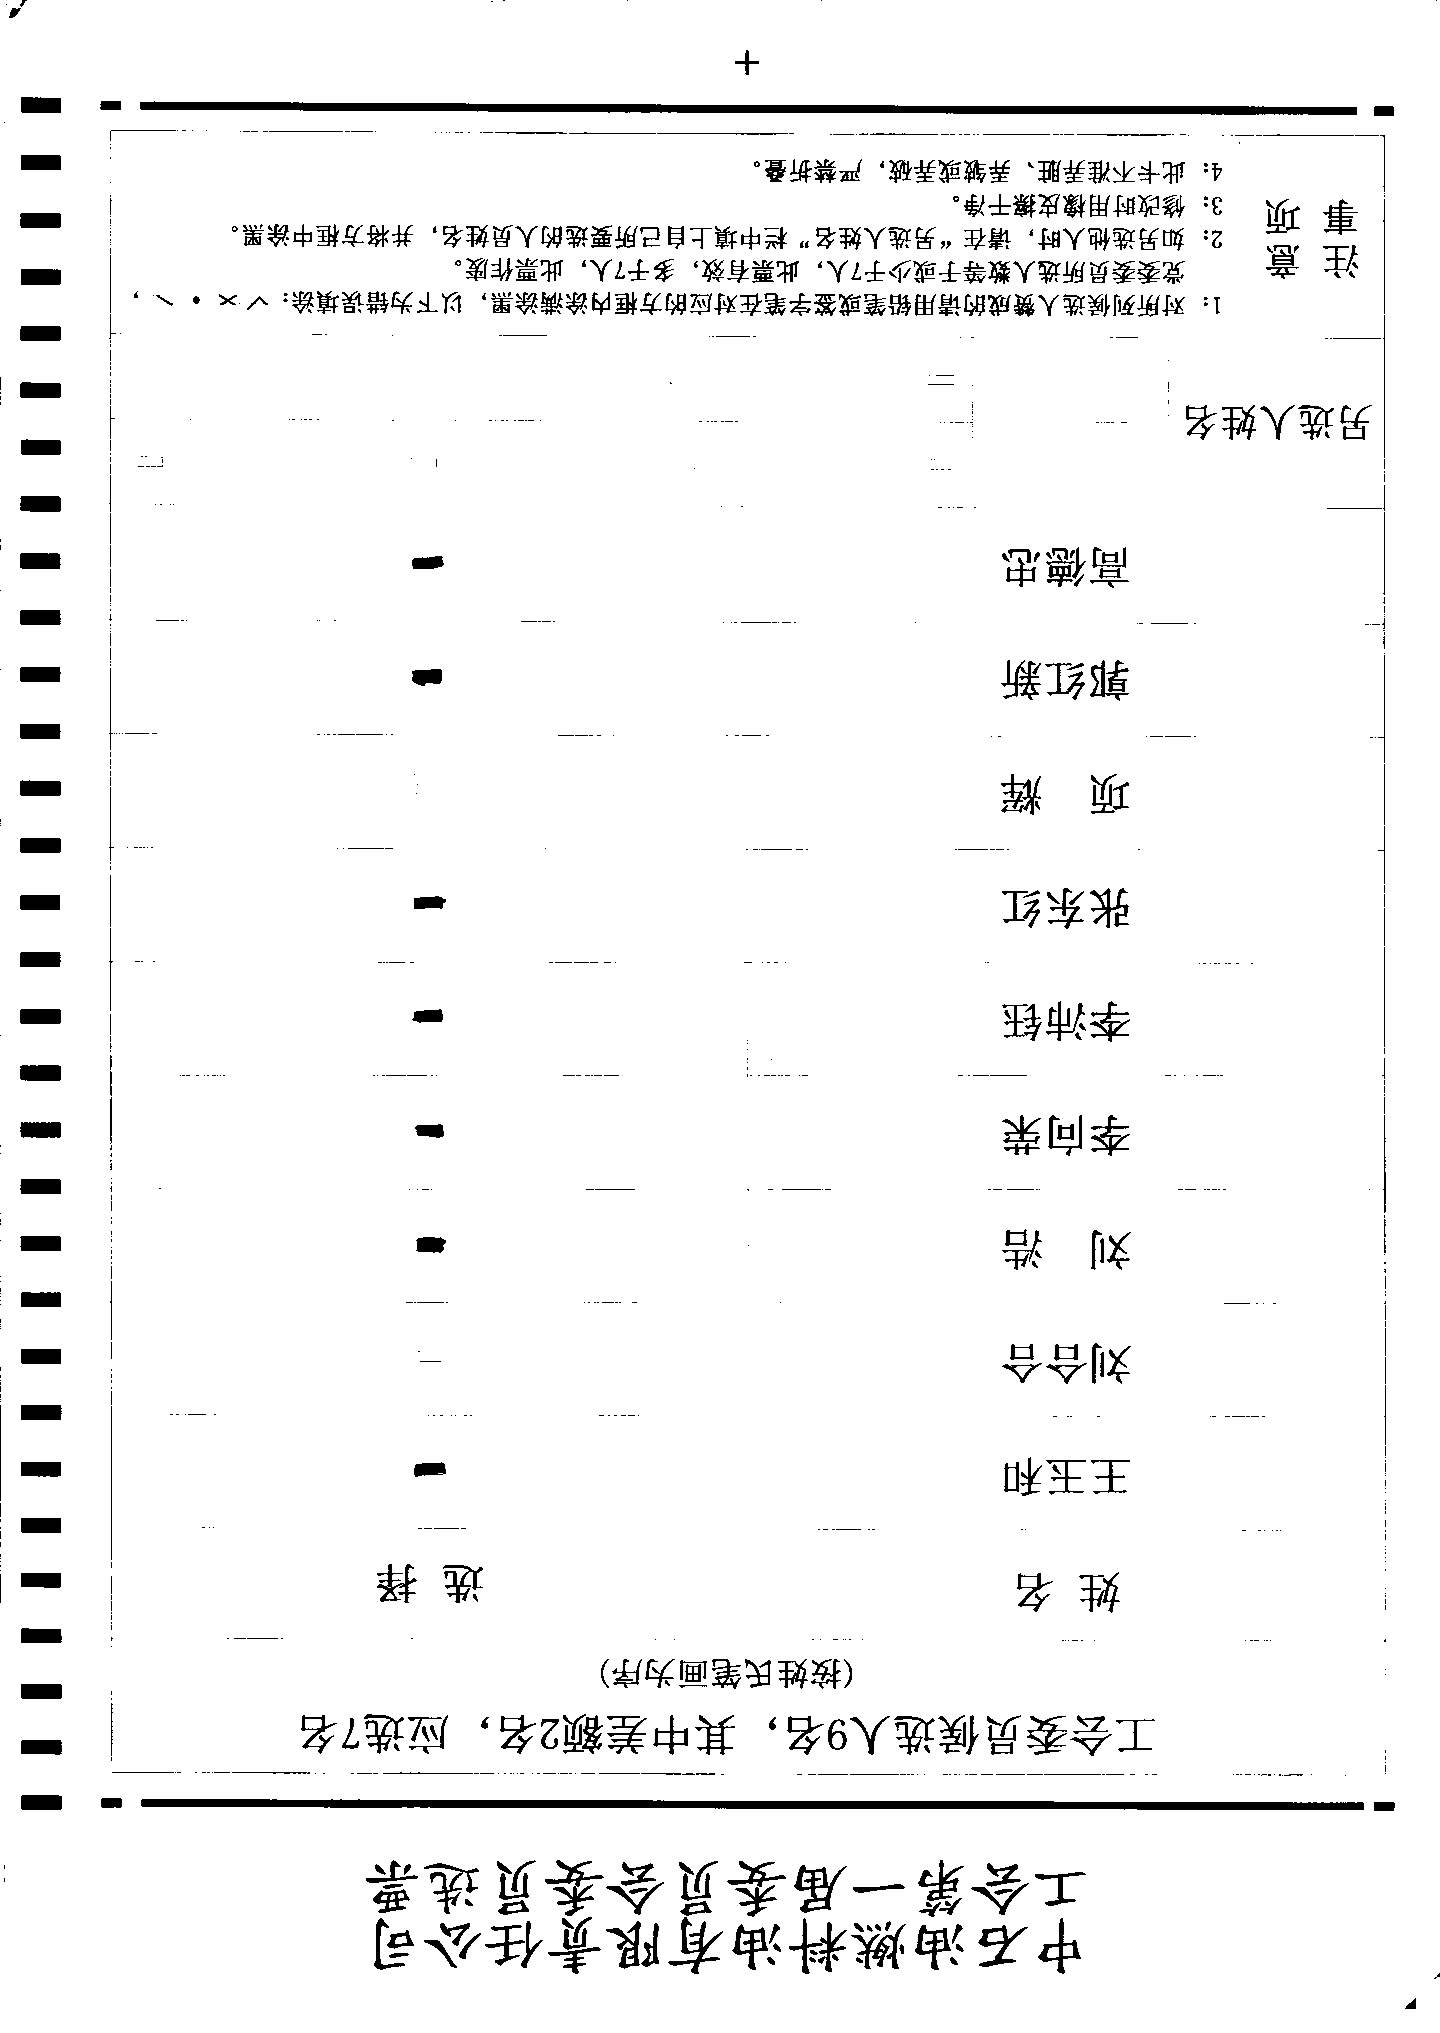 中石油燃料油有限责任公司
工会第一届委员会委员选票
工会委员候选人9名，其中差额2名，应选7名
(按姓氏笔画为序)
姓 名 选 择
王玉和
刘合合
刘 浩
李向荣
李沛钰
张东红
项 辉
郭红新
高德忠
另选人姓名
注 意
事 项
1: 对所列候选人赞成的请用铅笔或签字笔在对应的方框内涂满涂黑，以下为错误填涂: ✓ × • \ ，
党委委员所选人数等于或少于7人，此票有效，多于7人，此票作废。
2: 如另选他人时，请在“另选人姓名”栏中填上自己所要选的人员姓名，并将方框中涂黑。
3: 修改时用橡皮擦干净。
4: 此卡不准弄脏、弄皱或弄破，严禁折叠。